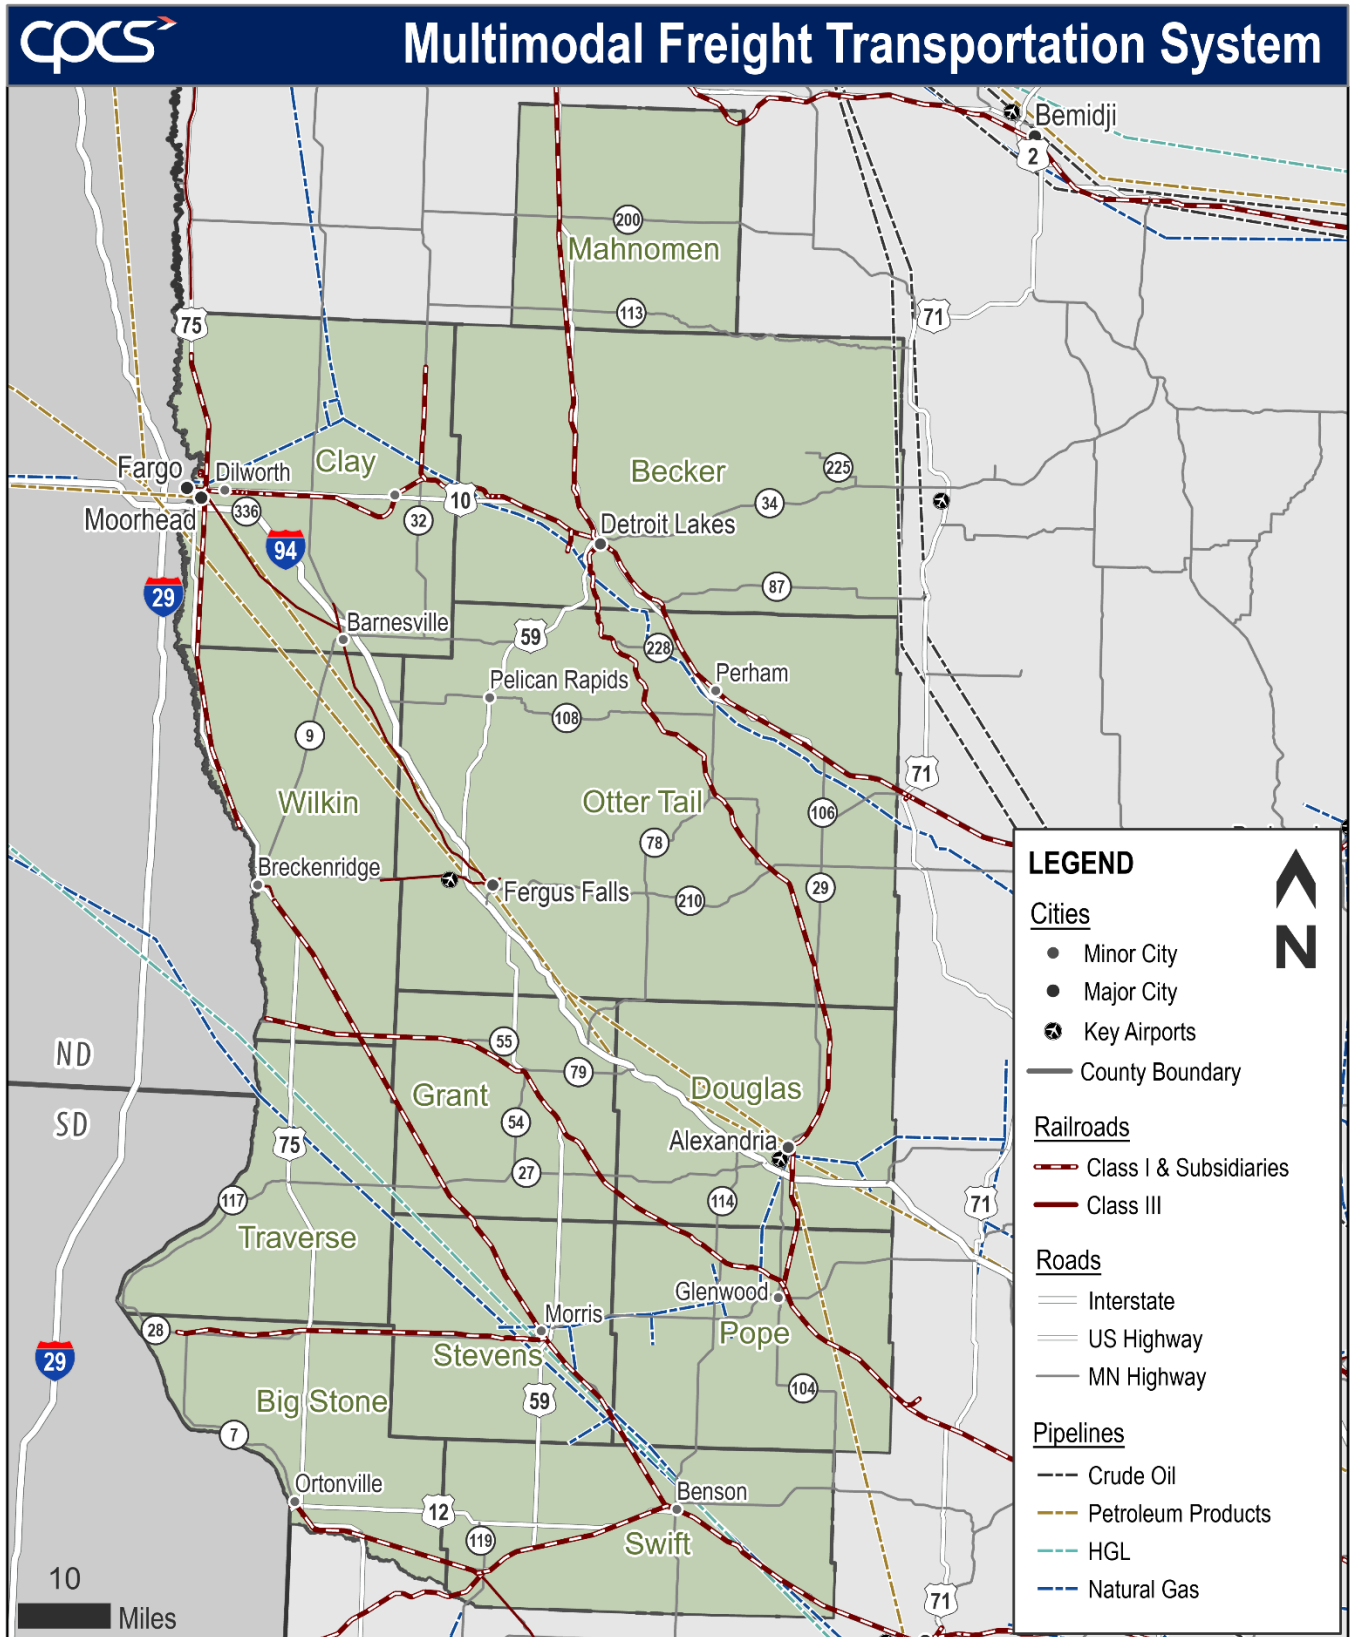 cpcs
Multimodal Freight Transportation System
Bemidji
2
200
Mahnomen
113
71
75
225
Clay
Becker
Fargo
Dilworth
10
34
Moorhead
336
32
Detroit Lakes
94
29
87
Barnesville
59
228
Pelican Rapids
Perham
108
9
71
Wilkin
Otter Tail
106
78
Breckenridge
Fergus Falls
29
210
ND
55
79
Grant
Douglas
SD
54
75
Alexandria
27
117
114
71
Traverse
Glenwood
Morris
28
Pope
Stevens
29
104
Big Stone
59
7
Ortonville
Benson
12
119
Swift
71
10
Miles
LEGEND
N
Cities
Minor City
Major City
Key Airports
County Boundary
Railroads
Class I & Subsidiaries
Class III
Roads
Interstate
US Highway
MN Highway
Pipelines
Crude Oil
Petroleum Products
HGL
Natural Gas